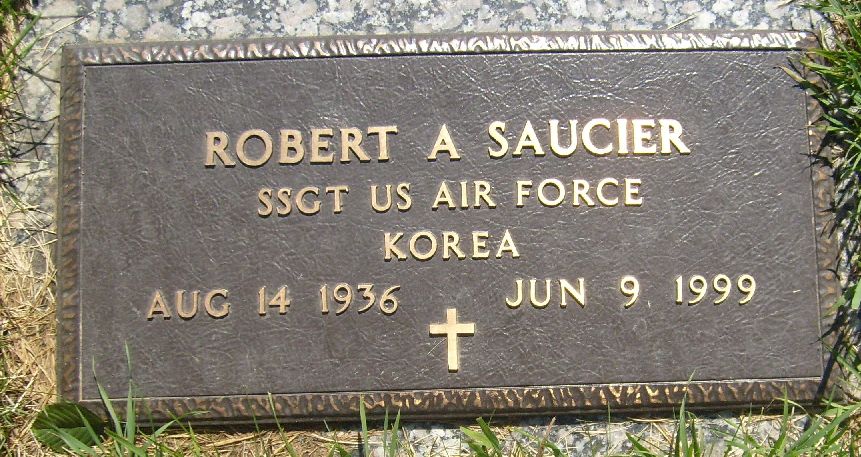 ROBERT A SAUCIER
SSGT US AIR FORCE
KOREA
AUG 14 1936 JUN 9 1999